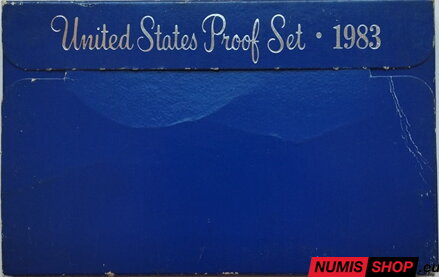 United States Proof Set · 1983
NUMIS SHOP.eu